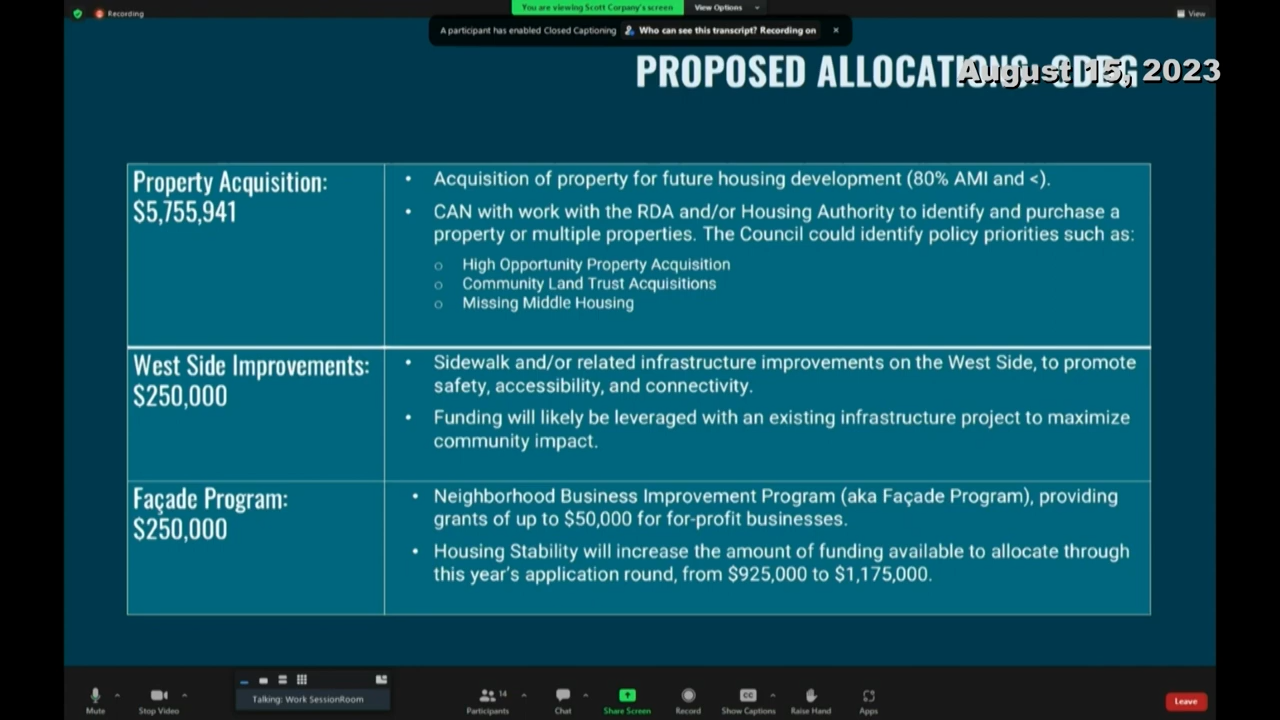 Recording
You are viewing Scott Corpany's screen
View Options
View
A participant has enabled Closed Captioning
Who can see this transcript? Recording on
PROPOSED ALLOCATIONS: CDBG
August 15, 2023
Property Acquisition:
$5,755,941
• Acquisition of property for future housing development (80% AMI and <).
• CAN with work with the RDA and/or Housing Authority to identify and purchase a
property or multiple properties. The Council could identify policy priorities such as:
○ High Opportunity Property Acquisition
○ Community Land Trust Acquisitions
○ Missing Middle Housing
West Side Improvements:
$250,000
• Sidewalk and/or related infrastructure improvements on the West Side, to promote
safety, accessibility, and connectivity.
• Funding will likely be leveraged with an existing infrastructure project to maximize
community impact.
Façade Program:
$250,000
• Neighborhood Business Improvement Program (aka Façade Program), providing
grants of up to $50,000 for for-profit businesses.
• Housing Stability will increase the amount of funding available to allocate through
this year's application round, from $925,000 to $1,175,000.
Talking: Work SessionRoom
Mute
Stop Video
14
Participants
Chat
Share Screen
Record
CC
Show Captions
Raise Hand
Apps
Leave